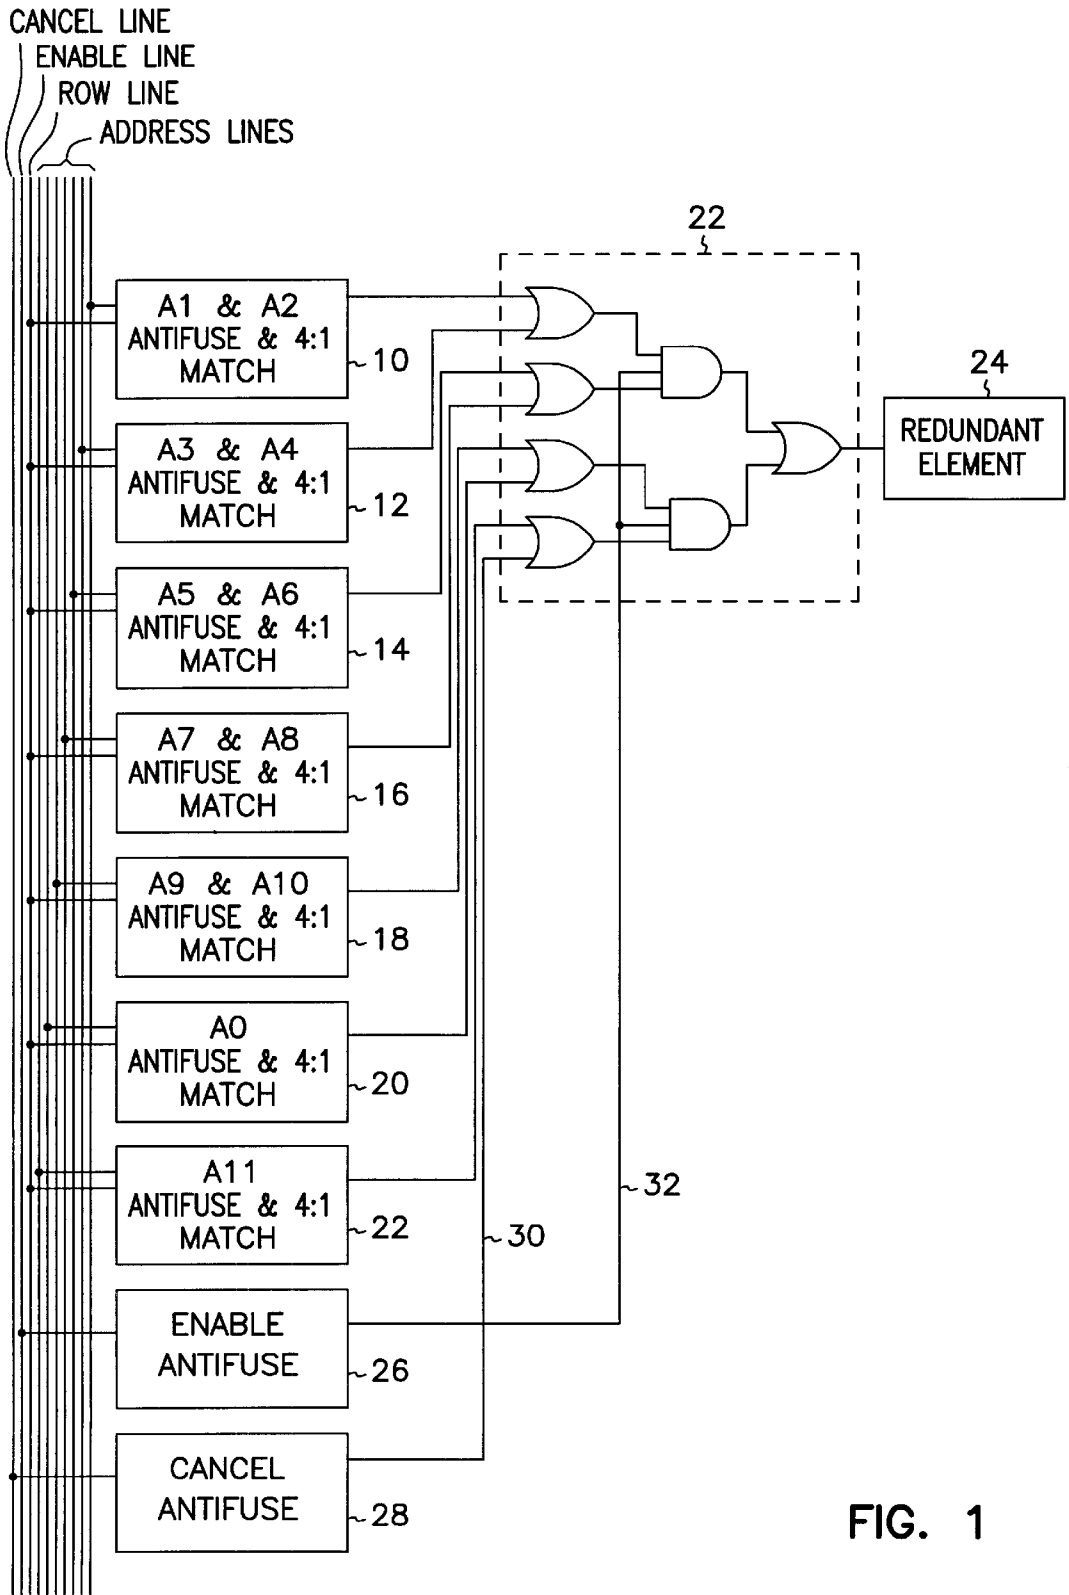 CANCEL LINE
ENABLE LINE
ROW LINE
ADDRESS LINES
22
A1 & A2
ANTIFUSE & 4:1
MATCH
10
24
REDUNDANT
ELEMENT
A3 & A4
ANTIFUSE & 4:1
MATCH
12
A5 & A6
ANTIFUSE & 4:1
MATCH
14
A7 & A8
ANTIFUSE & 4:1
MATCH
16
A9 & A10
ANTIFUSE & 4:1
MATCH
18
A0
ANTIFUSE & 4:1
MATCH
20
A11
ANTIFUSE & 4:1
MATCH
22
32
30
ENABLE
ANTIFUSE
26
CANCEL
ANTIFUSE
28
FIG. 1